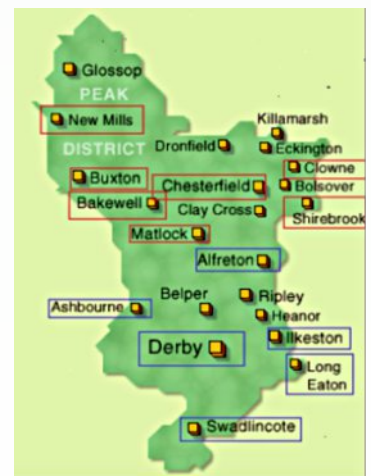 Glossop
PEAK
New Mills
DISTRICT
Killamarsh
Dronfield
Eckington
Clowne
Buxton
Chesterfield
Bolsover
Bakewell
Clay Cross
Shirebrook
Matlock
Alfreton
Belper
Ripley
Ashbourne
Heanor
Ilkeston
Derby
Long
Eaton
Swadlincote